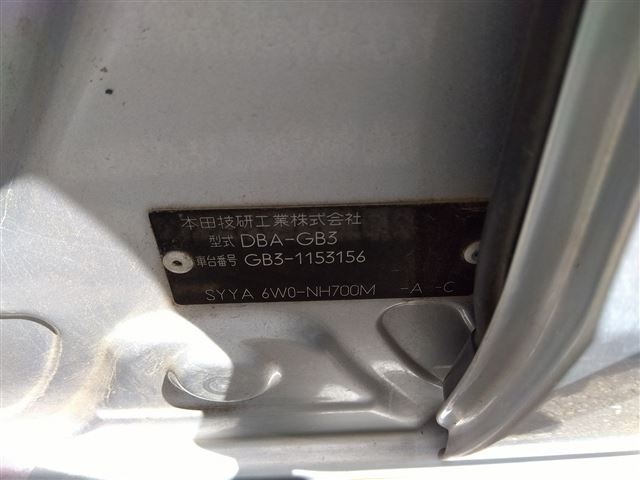 本田技研工業株式会社
型式 DBA-GB3
車台番号 GB3-1153156
SYYA 6W0-NH700M -A -C